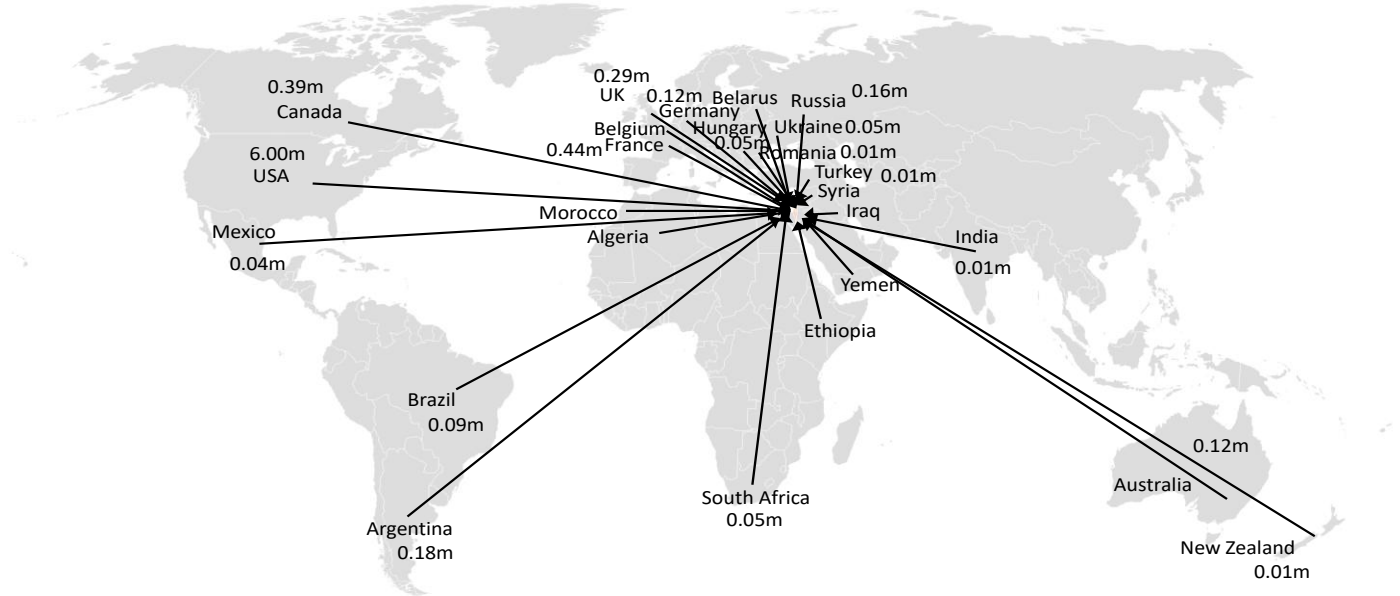 0.39m
Canada
6.00m
USA
Mexico
0.04m
0.29m
UK
0.12m
Germany
Belarus
Russia
0.16m
Belgium
Hungary
0.05m
Ukraine
0.05m
0.44m
France
Romania
0.01m
Turkey
0.01m
Syria
Iraq
Morocco
Algeria
India
0.01m
Yemen
Ethiopia
Brazil
0.09m
Argentina
0.18m
South Africa
0.05m
0.12m
Australia
New Zealand
0.01m